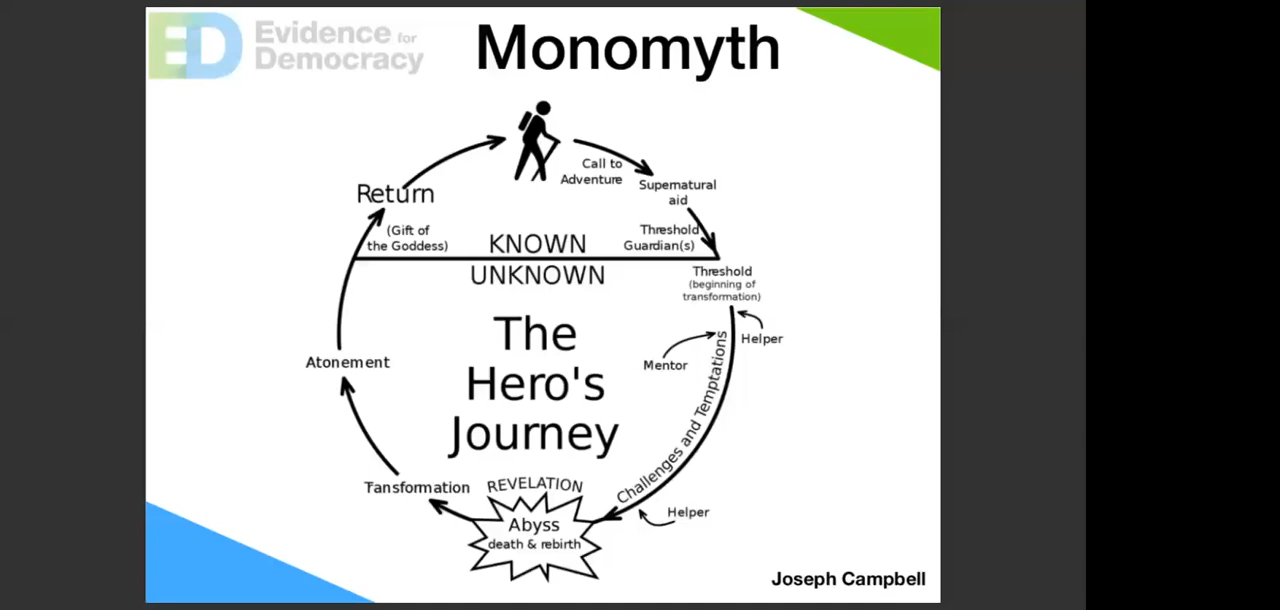 Evidence for
Democracy
ED
Monomyth
Call to
Adventure
Supernatural
aid
Return
(Gift of
the Goddess)
KNOWN
Threshold
Guardian(s)
UNKNOWN
Threshold
(beginning of
transformation)
Helper
Mentor
Challenges and Temptations
The
Hero's
Journey
Atonement
Tansformation
REVELATION
Abyss
death & rebirth
Helper
Joseph Campbell